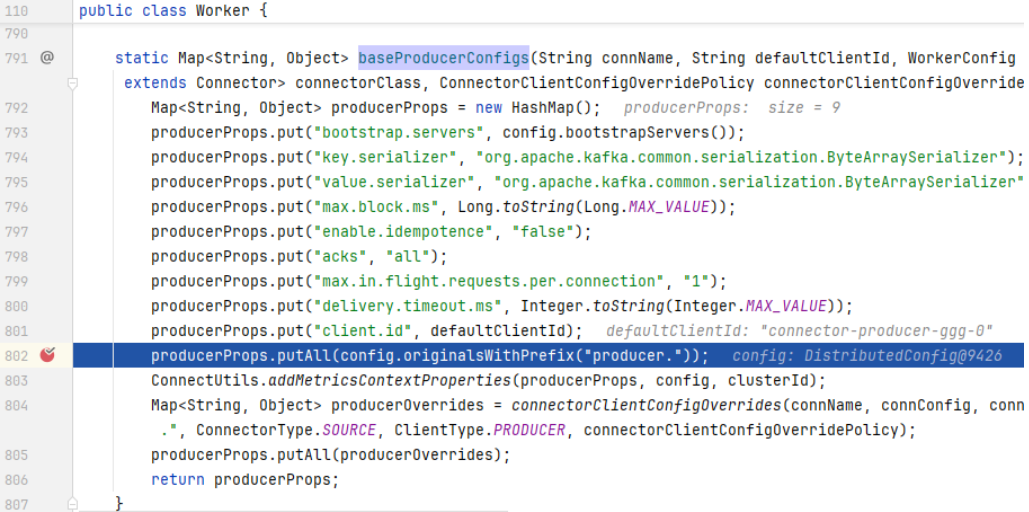 110 public class Worker {
790
791 @ static Map<String, Object> baseProducerConfigs(String connName, String defaultClientId, WorkerConfig
extends Connector> connectorClass, ConnectorClientConfigOverridePolicy connectorClientConfigOverride
792 Map<String, Object> producerProps = new HashMap(); producerProps: size = 9
793 producerProps.put("bootstrap.servers", config.bootstrapServers());
794 producerProps.put("key.serializer", "org.apache.kafka.common.serialization.ByteArraySerializer");
795 producerProps.put("value.serializer", "org.apache.kafka.common.serialization.ByteArraySerializer"
796 producerProps.put("max.block.ms", Long.toString(Long.MAX_VALUE));
797 producerProps.put("enable.idempotence", "false");
798 producerProps.put("acks", "all");
799 producerProps.put("max.in.flight.requests.per.connection", "1");
800 producerProps.put("delivery.timeout.ms", Integer.toString(Integer.MAX_VALUE));
801 producerProps.put("client.id", defaultClientId); defaultClientId: "connector-producer-ggg-0"
802 producerProps.putAll(config.originalsWithPrefix("producer.")); config: DistributedConfig@9426
803 ConnectUtils.addMetricsContextProperties(producerProps, config, clusterId);
804 Map<String, Object> producerOverrides = connectorClientConfigOverrides(connName, connConfig, conn
.", ConnectorType.SOURCE, ClientType.PRODUCER, connectorClientConfigOverridePolicy);
805 producerProps.putAll(producerOverrides);
806 return producerProps;
807 }